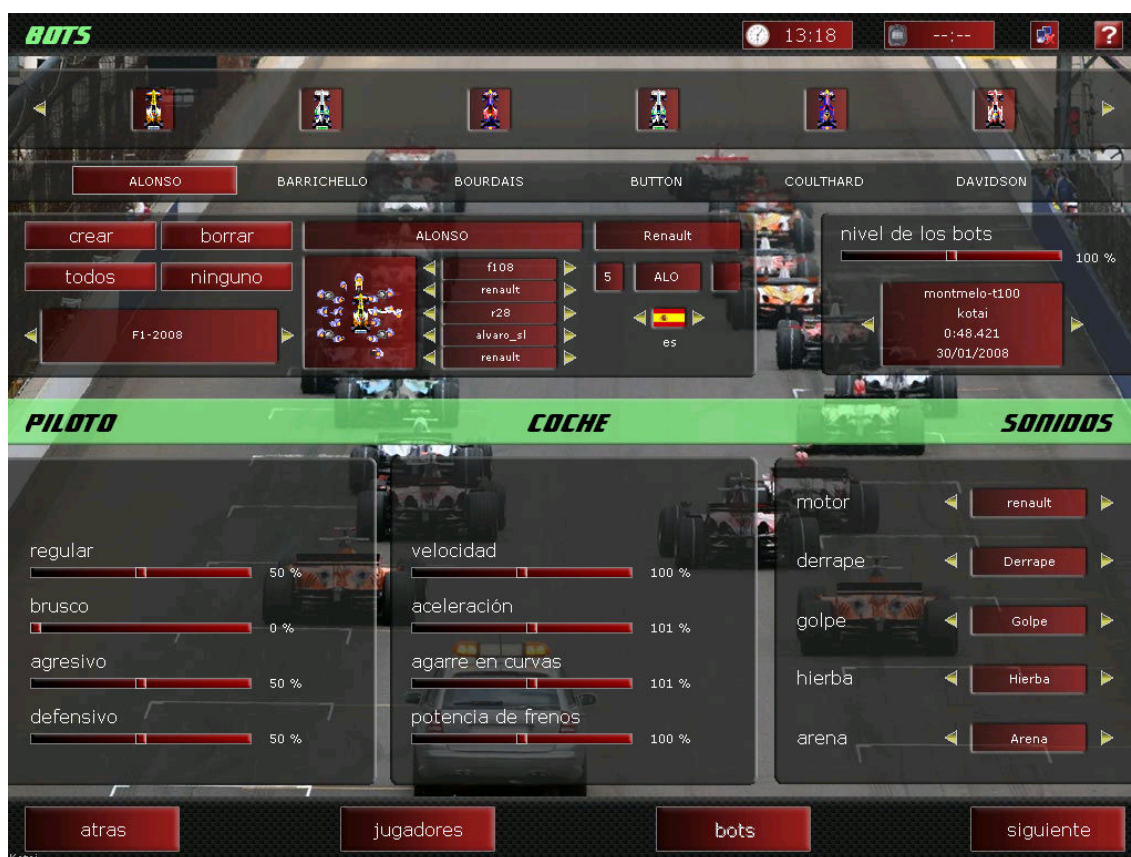 BOTS
13:18
--:--
?
ALONSO
BARRICHELLO
BOURDAIS
BUTTON
COULTHARD
DAVIDSON
crear
borrar
todos
ninguno
F1-2008
ALONSO
Renault
f108
renault
r28
alvaro_sl
renault
5
ALO
es
nivel de los bots
100 %
montmelo-t100
kotai
0:48.421
30/01/2008
PILOTO
COCHE
SONIDOS
regular
50 %
brusco
0 %
agresivo
50 %
defensivo
50 %
velocidad
100 %
aceleración
101 %
agarre en curvas
101 %
potencia de frenos
100 %
motor
renault
derrape
Derrape
golpe
Golpe
hierba
Hierba
arena
Arena
atras
jugadores
bots
siguiente